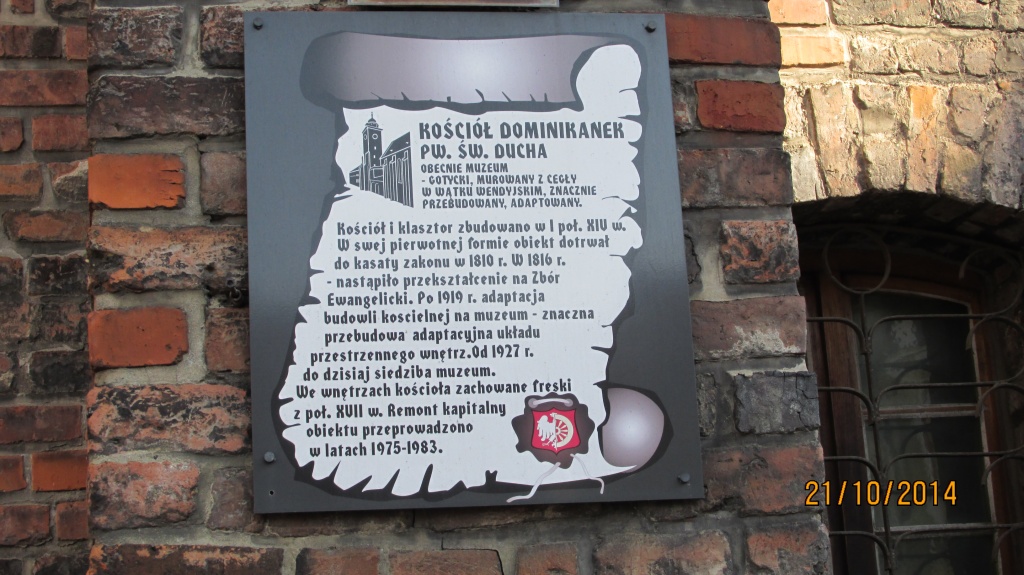 KOŚCIÓŁ DOMINIKANEK
PW. ŚW. DUCHA
OBECNIE MUZEUM
- GOTYCKI, MUROWANY Z CEGŁY
W WĄTKU WENDYJSKIM, ZNACZNIE
PRZEBUDOWANY, ADAPTOWANY.
Kościół i klasztor zbudowano w I poł. XIV w.
W swej pierwotnej formie obiekt dotrwał
do kasaty zakonu w 1810 r. W 1816 r.
- nastąpiło przekształcenie na Zbór
Ewangelicki. Po 1919 r. adaptacja
budowli koscielnej na muzeum - znaczna
przebudowa adaptacyjna układu
przestrzennego wnętrz.Od 1927 r.
do dzisiaj siedziba muzeum.
We wnętrzach kościoła zachowane freski
z poł. XVII w. Remont kapitalny
obiektu przeprowadzono
w latach 1975-1983.
21/10/2014